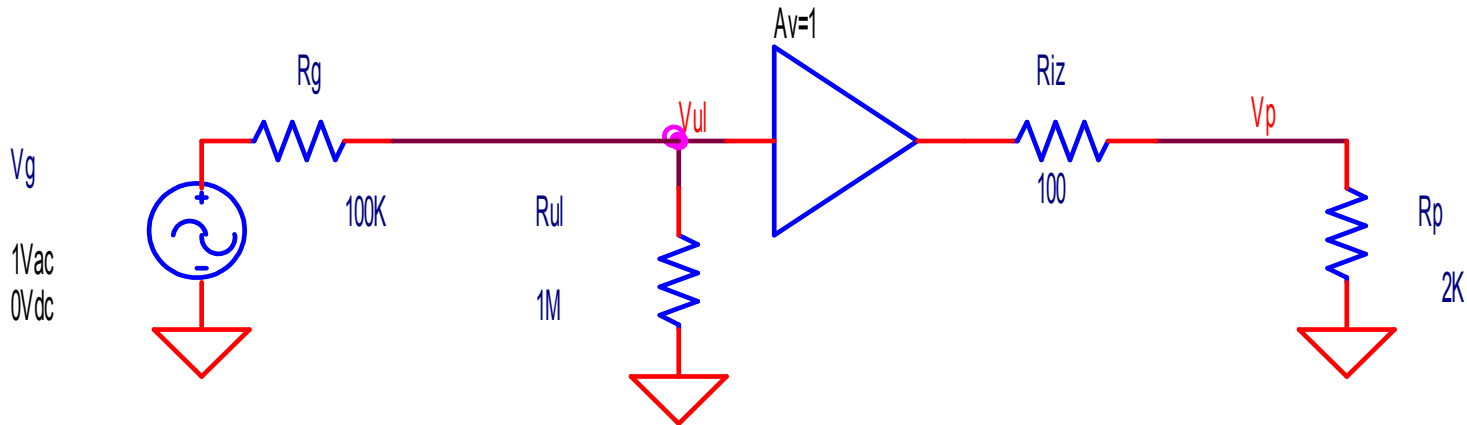 Av=1
Rg
Riz
Vul
Vp
Vg
100K
Rul
100
Rp
1Vac
0Vdc
1M
2K